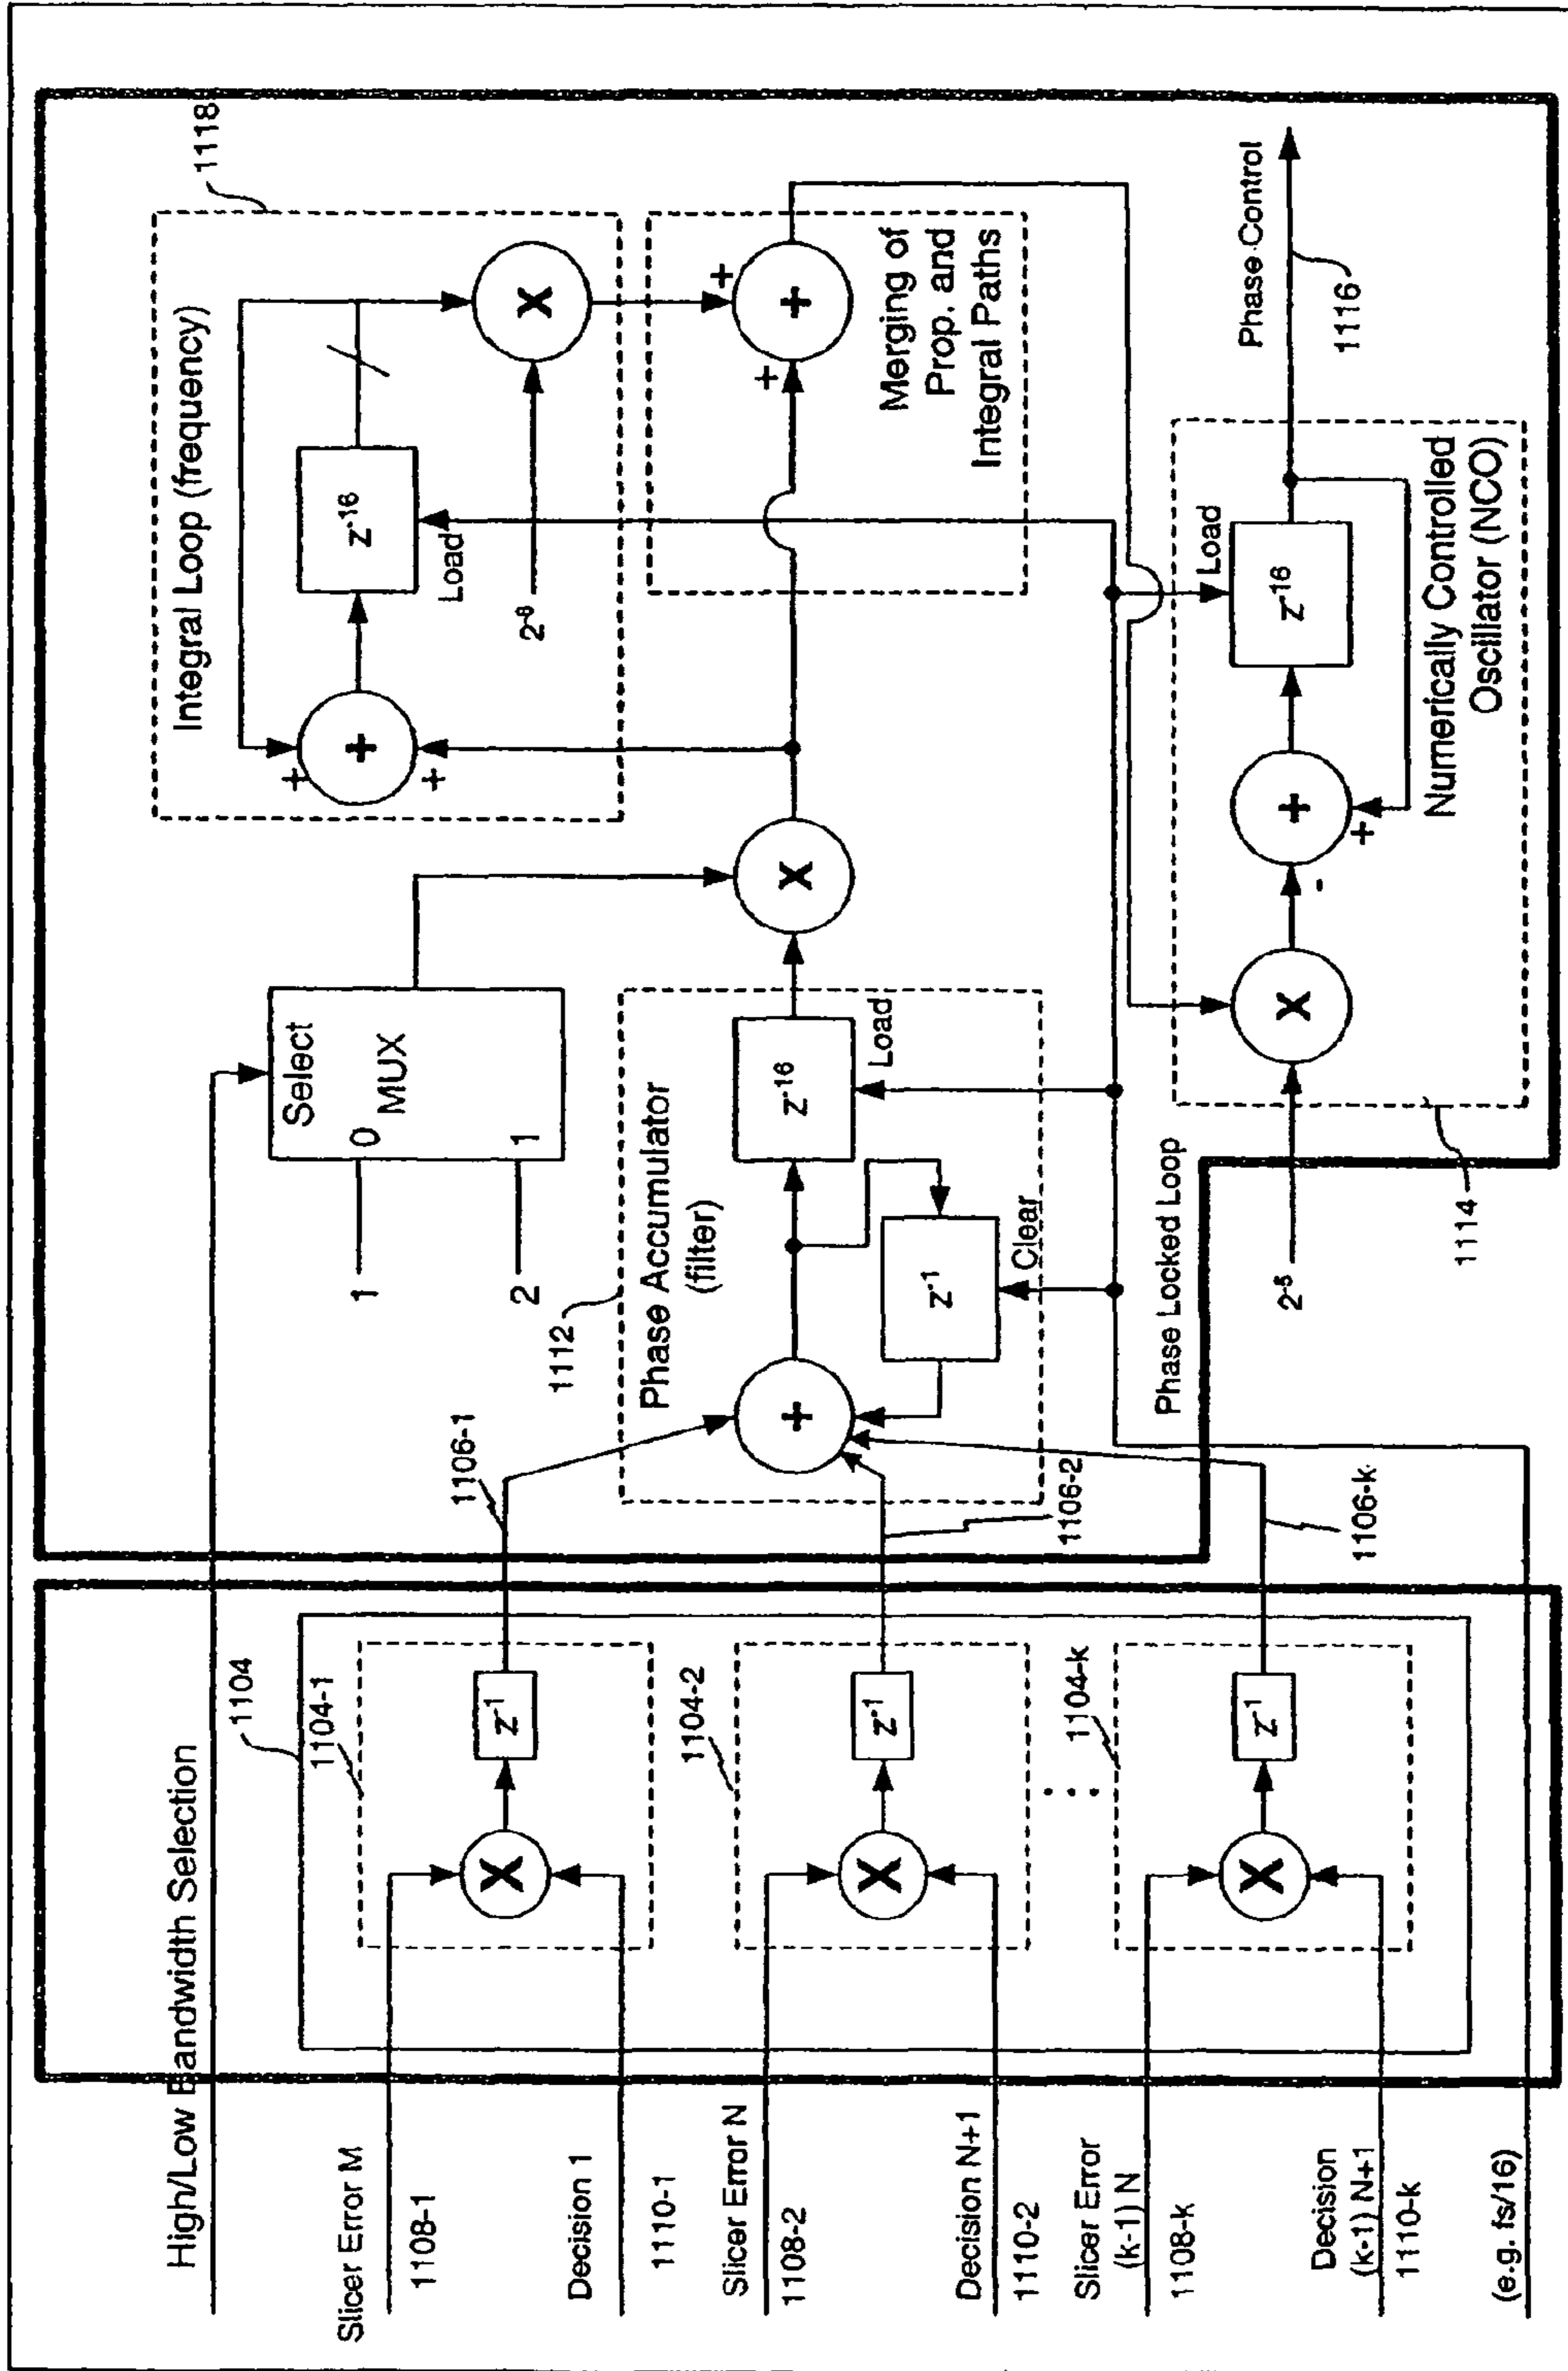 High/Low Bandwidth Selection
Slicer Error M
1108-1
Decision 1
1110-1
Slicer Error N
1108-2
Decision N+1
1110-2
Slicer Error
(k-1) N
1108-k
Decision
(k-1) N+1
1110-k
(e.g. fs/16)
1104
1104-1
X
z-1
1104-2
X
z-1
1104-k
X
z-1
1106-1
1106-2
1106-k
1112
Phase Accumulator
(filter)
+
z-16
Load
z-1
Clear
Select
0
MUX
1
1
2
X
Integral Loop (frequency)
1118
+
+
+
z-16
Load
2-6
X
+
+
+
Merging of
Prop. and
Integral Paths
Phase Locked Loop
2-5
1114
X
-
+
+
z-16
Load
Numerically Controlled
Oscillator (NCO)
Phase Control
1116